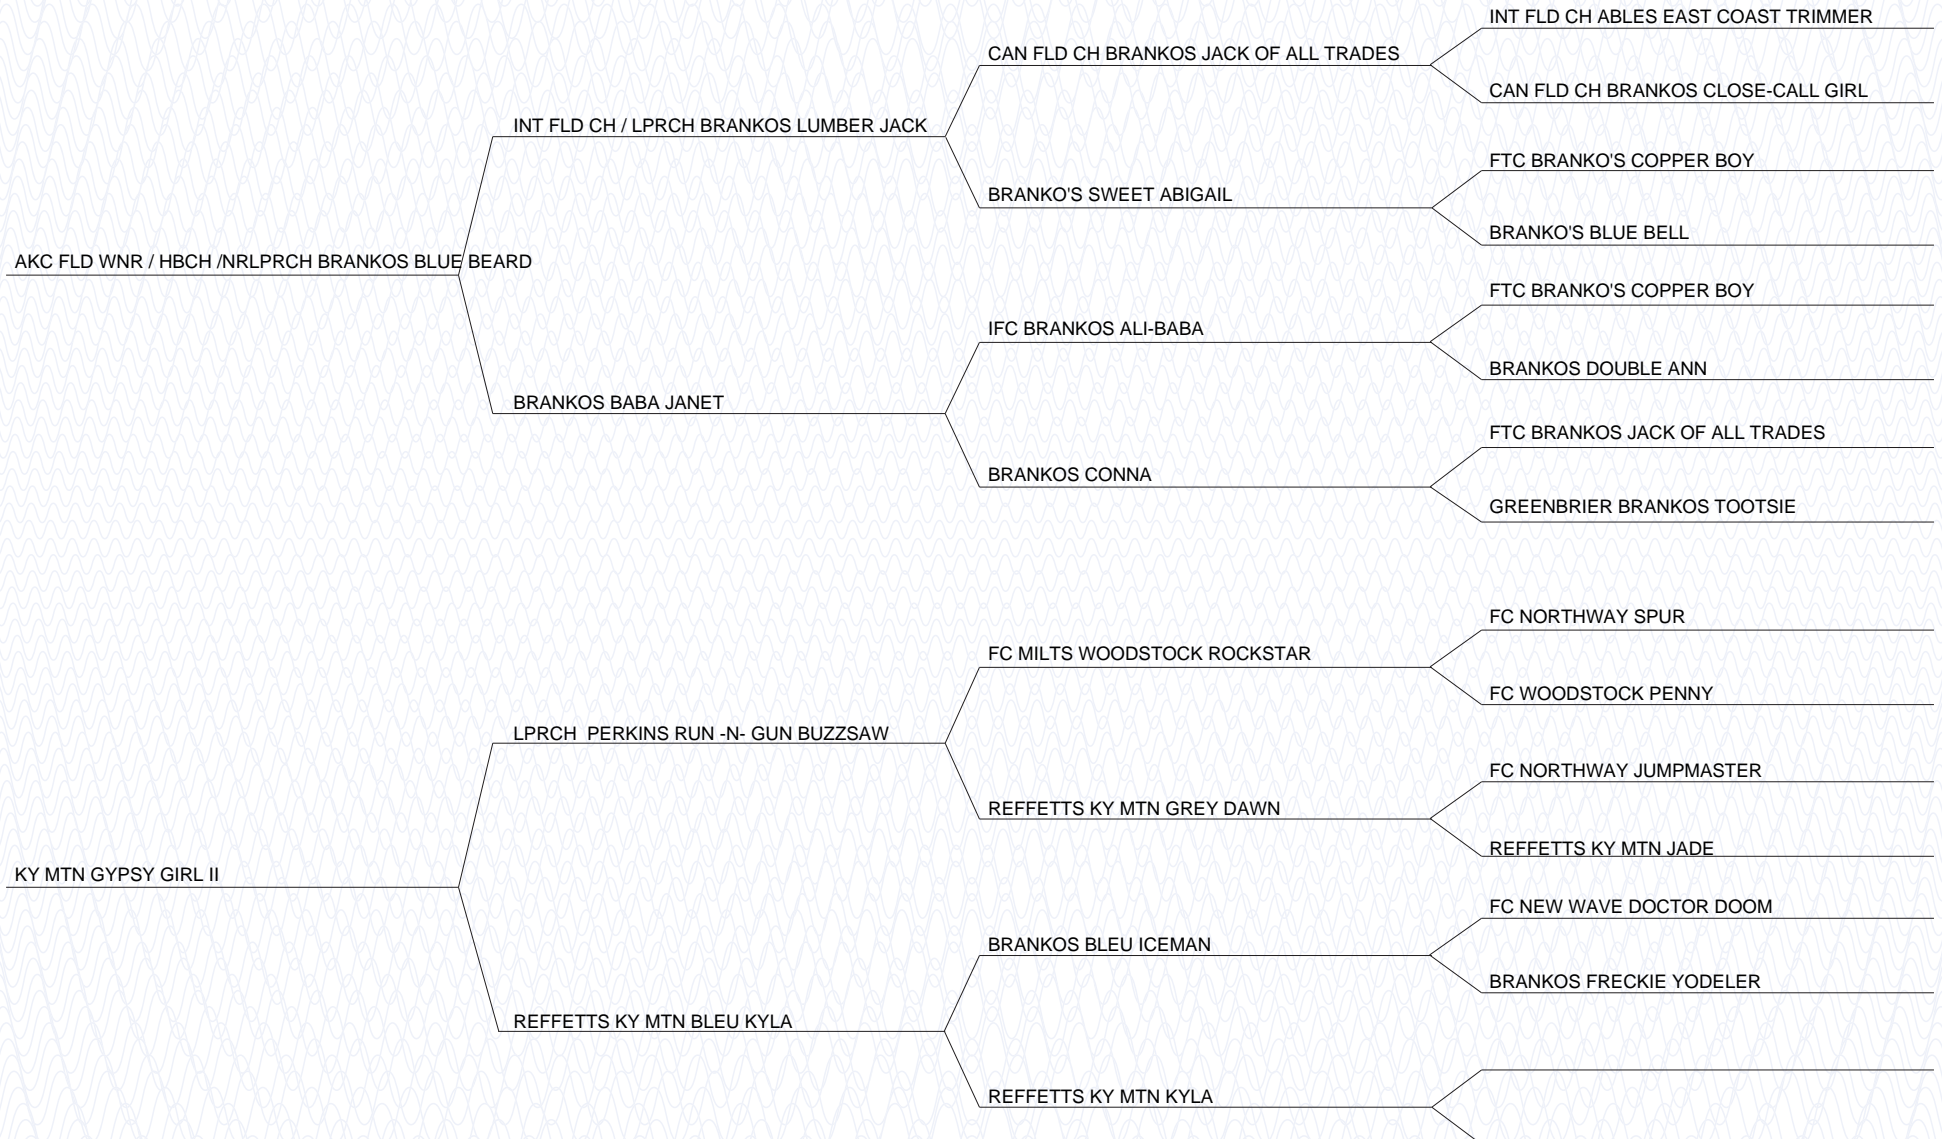 INT FLD CH ABLES EAST COAST TRIMMER
CAN FLD CH BRANKOS JACK OF ALL TRADES
CAN FLD CH BRANKOS CLOSE-CALL GIRL
INT FLD CH / LPRCH BRANKOS LUMBER JACK
FTC BRANKO'S COPPER BOY
BRANKO'S SWEET ABIGAIL
BRANKO'S BLUE BELL
AKC FLD WNR / HBCH /NRLPRCH BRANKOS BLUE BEARD
FTC BRANKO'S COPPER BOY
IFC BRANKOS ALI-BABA
BRANKOS DOUBLE ANN
BRANKOS BABA JANET
FTC BRANKOS JACK OF ALL TRADES
BRANKOS CONNA
GREENBRIER BRANKOS TOOTSIE
FC NORTHWAY SPUR
FC MILTS WOODSTOCK ROCKSTAR
FC WOODSTOCK PENNY
LPRCH  PERKINS RUN -N- GUN BUZZSAW
FC NORTHWAY JUMPMASTER
REFFETTS KY MTN GREY DAWN
REFFETTS KY MTN JADE
KY MTN GYPSY GIRL II
FC NEW WAVE DOCTOR DOOM
BRANKOS BLEU ICEMAN
BRANKOS FRECKIE YODELER
REFFETTS KY MTN BLEU KYLA
REFFETTS KY MTN KYLA